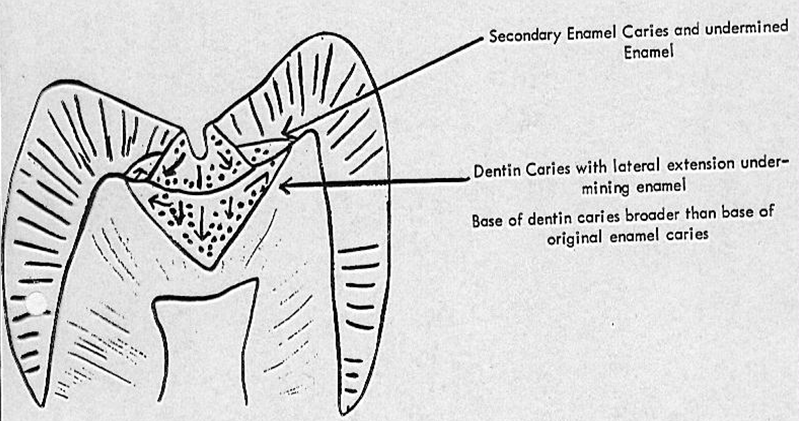 Secondary Enamel Caries and undermined
Enamel
Dentin Caries with lateral extension under-
mining enamel
Base of dentin caries broader than base of
original enamel caries